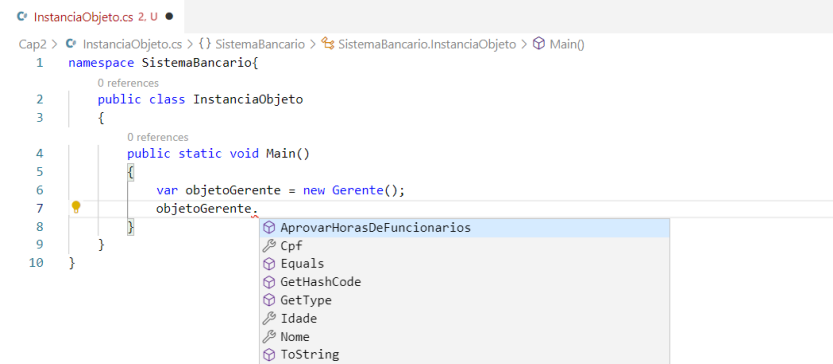 InstanciaObjeto.cs 2, U
Cap2 > InstanciaObjeto.cs > {} SistemaBancario > SistemaBancario.InstanciaObjeto > Main()
1 namespace SistemaBancario{
0 references
2 public class InstanciaObjeto
3 {
0 references
4 public static void Main()
5 {
6 var objetoGerente = new Gerente();
7 objetoGerente.
8 }
9 }
10 }
AprovarHorasDeFuncionarios
Cpf
Equals
GetHashCode
GetType
Idade
Nome
ToString